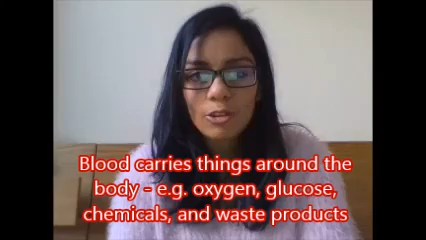 Blood carries things around the
body - e.g. oxygen, glucose,
chemicals, and waste products